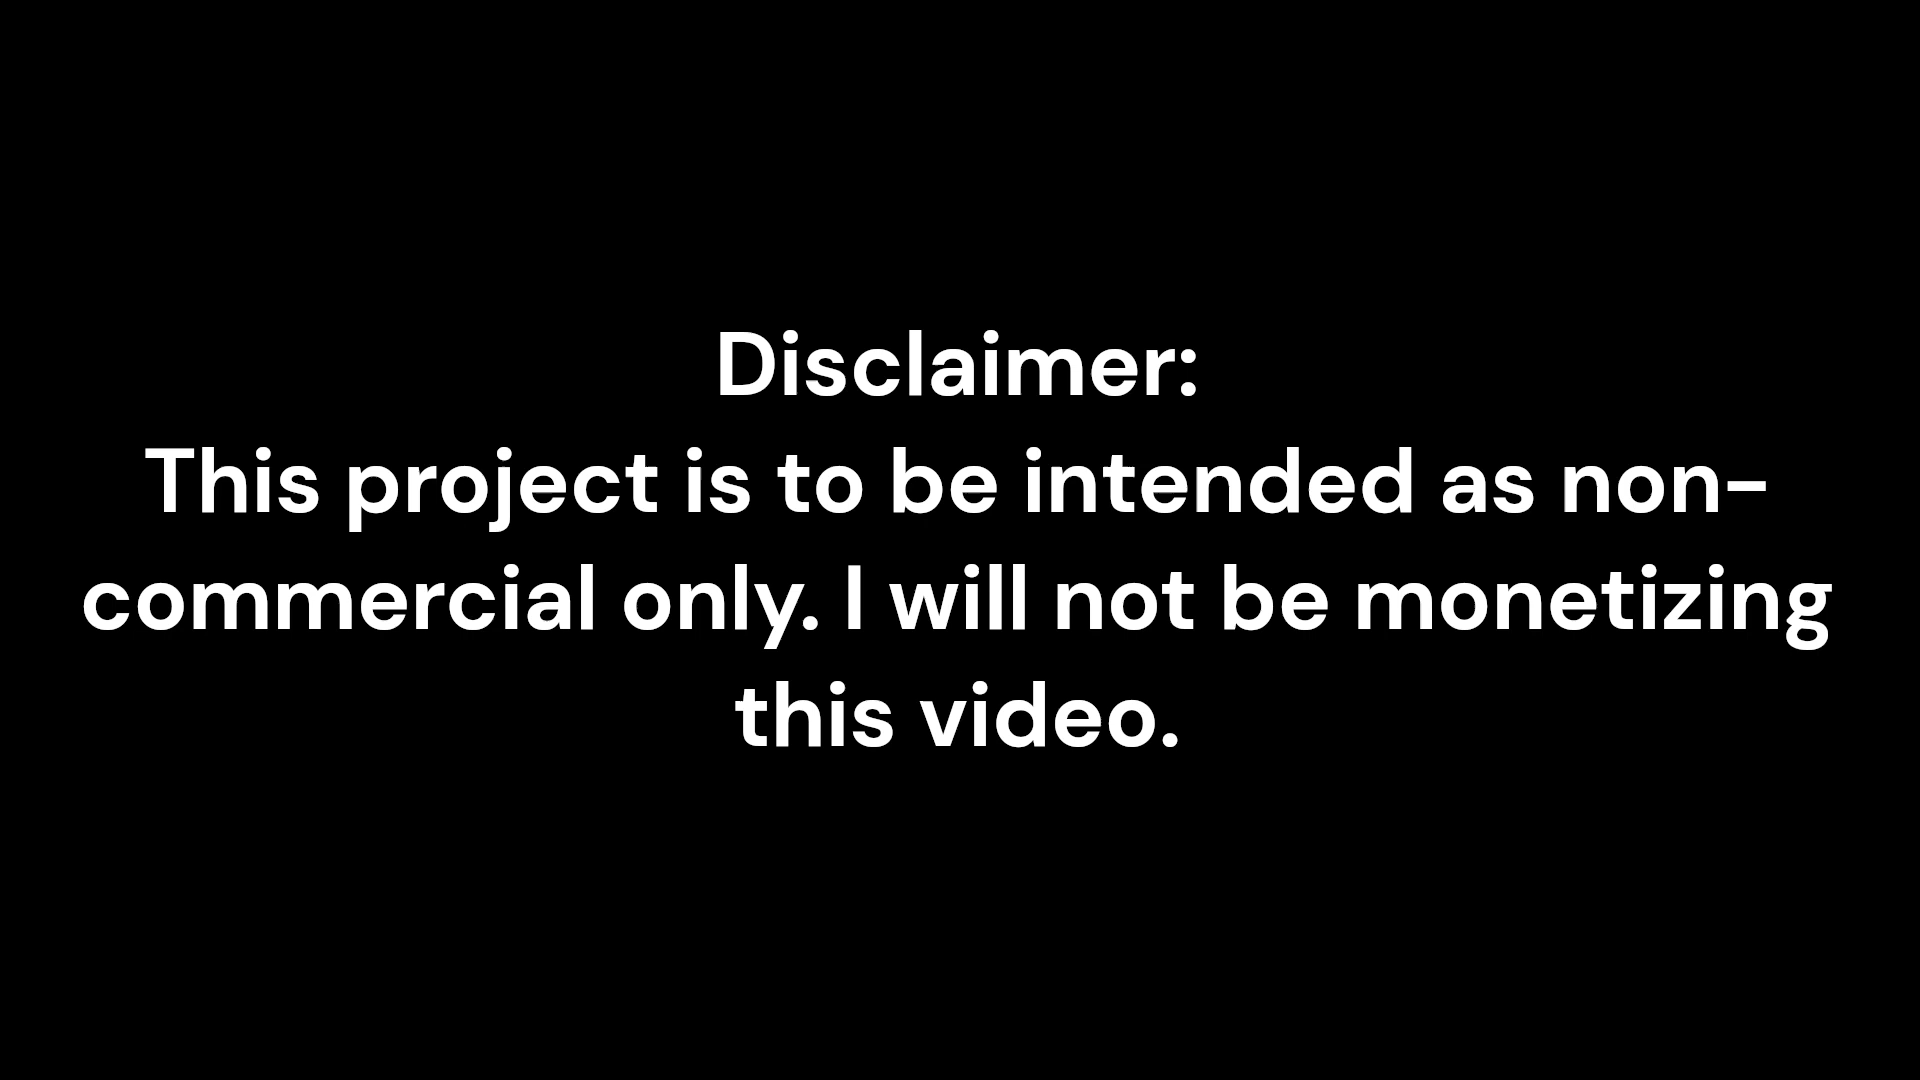 Disclaimer:
This project is to be intended as non-
commercial only. I will not be monetizing
this video.